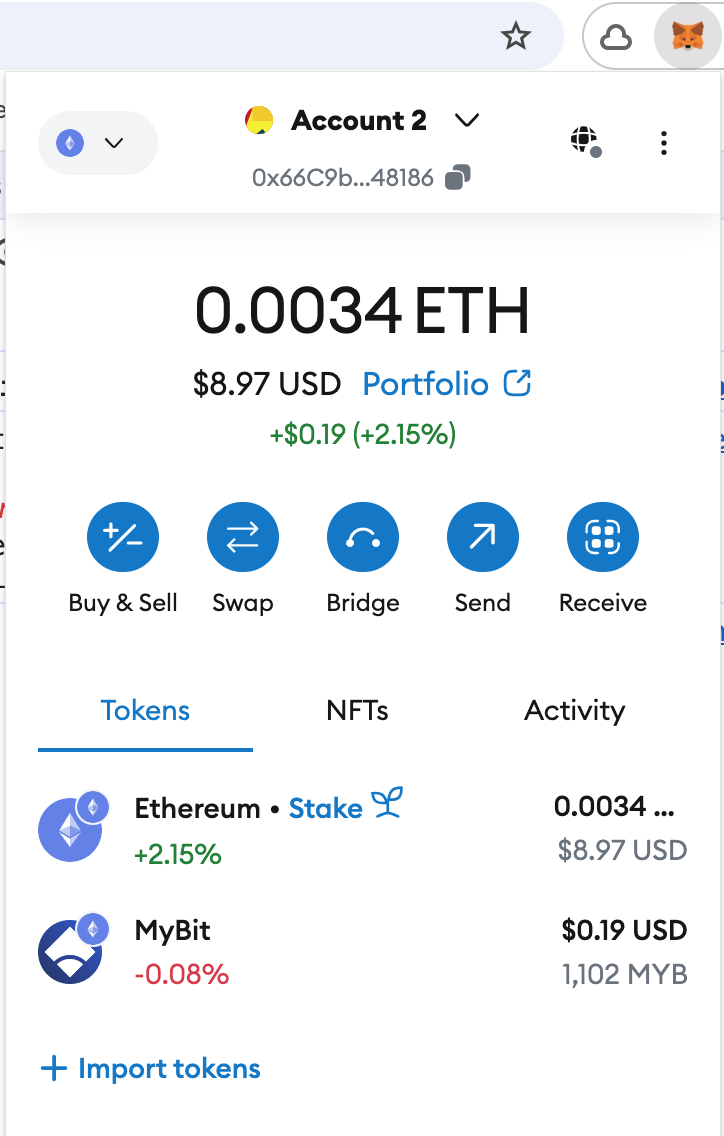 Account 2
0x66C9b...48186
0.0034 ETH
$8.97 USD Portfolio
+$0.19 (+2.15%)
Buy & Sell Swap Bridge Send Receive
Tokens NFTs Activity
Ethereum • Stake 0.0034 ...
+2.15% $8.97 USD
MyBit $0.19 USD
-0.08% 1,102 MYB
+ Import tokens